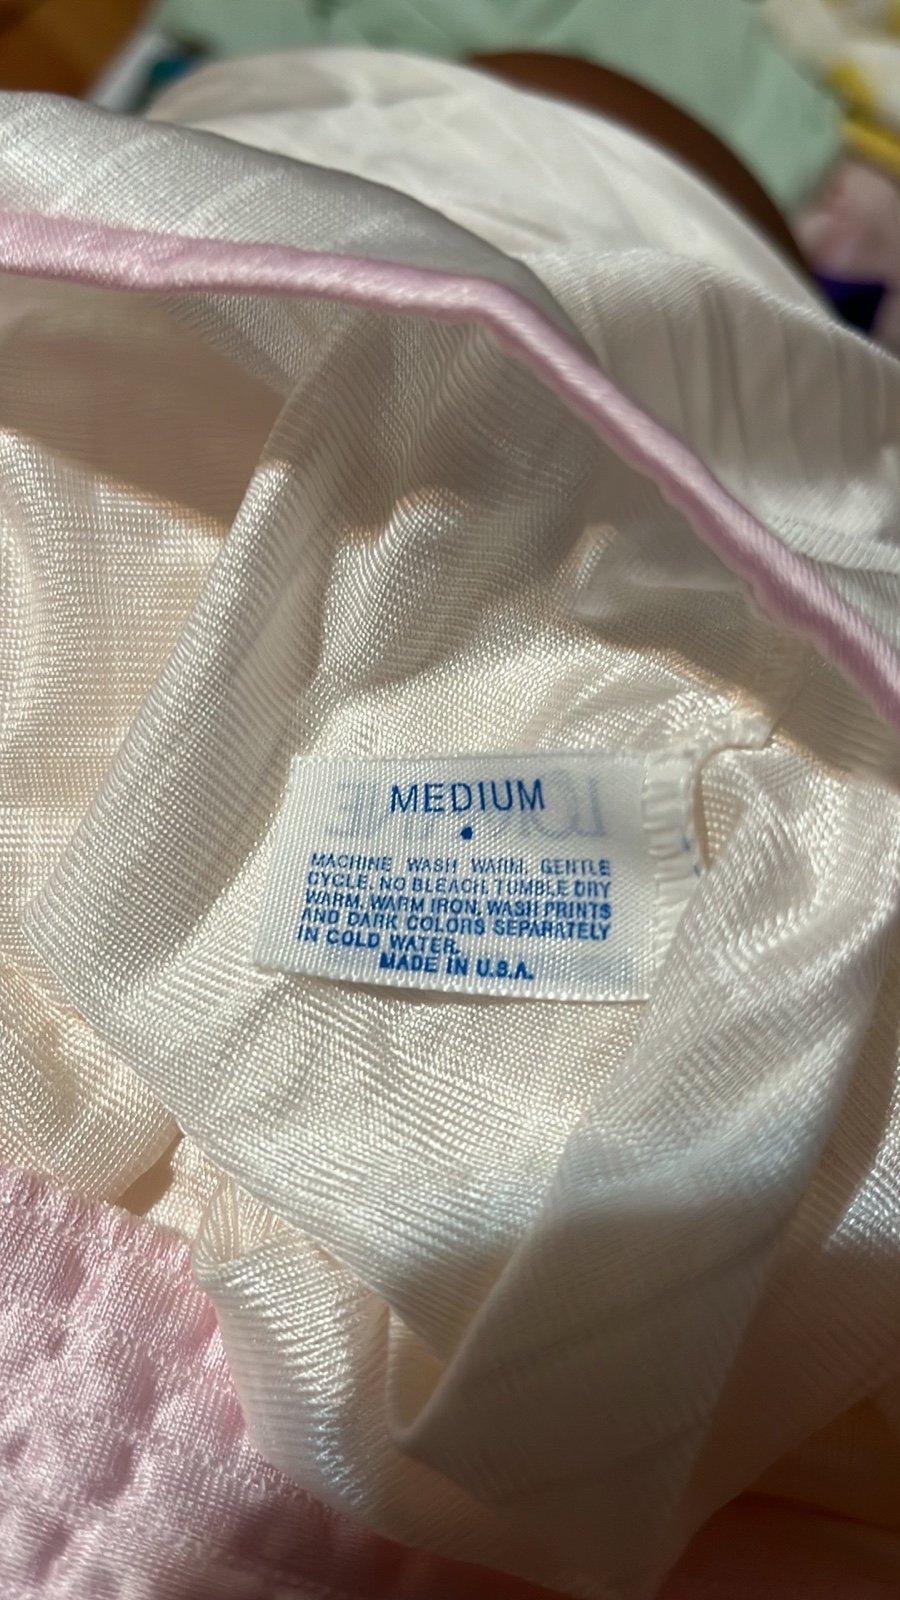 MEDIUM
MACHINE WASH WARM, GENTLE
CYCLE. NO BLEACH. TUMBLE DRY
WARM. WARM IRON. WASH PRINTS
AND DARK COLORS SEPARATELY
IN COLD WATER.
MADE IN U.S.A.